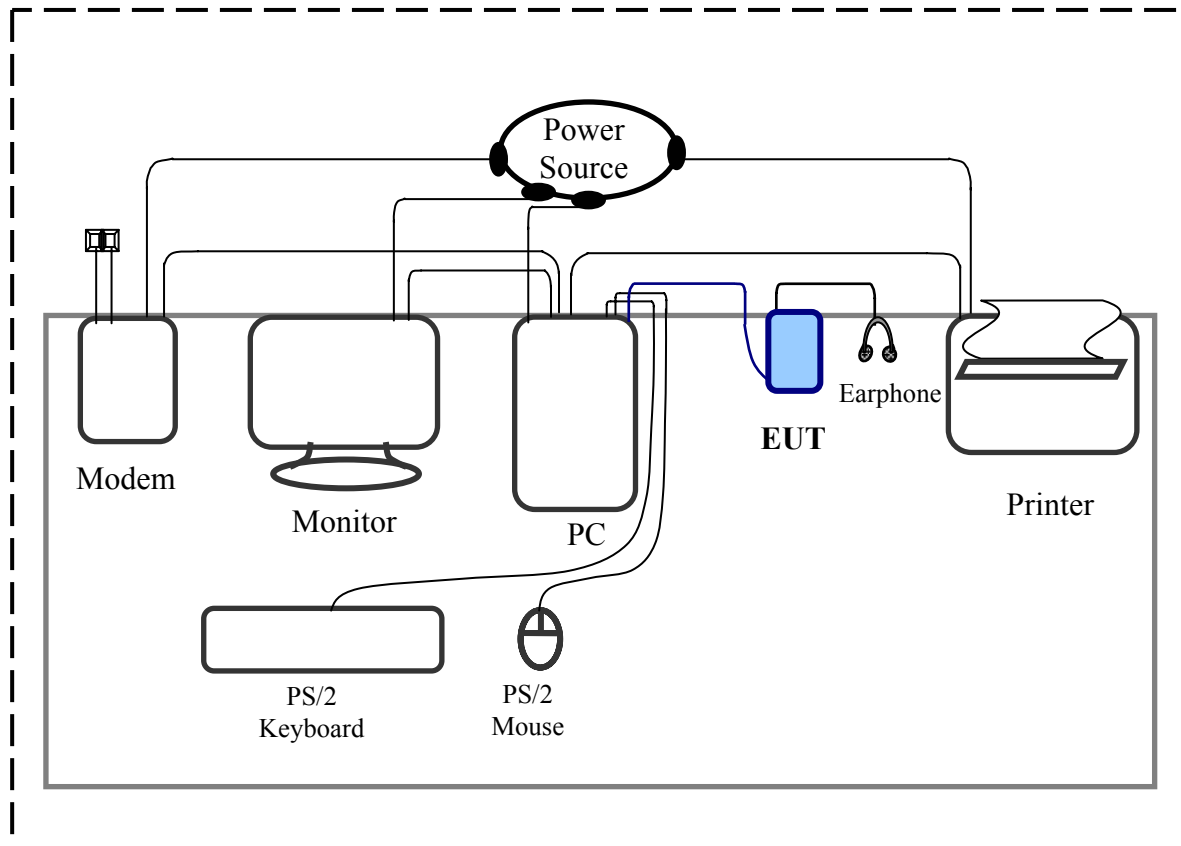 Power
Source
Earphone
EUT
Modem
Monitor
PC
Printer
PS/2
Keyboard
PS/2
Mouse